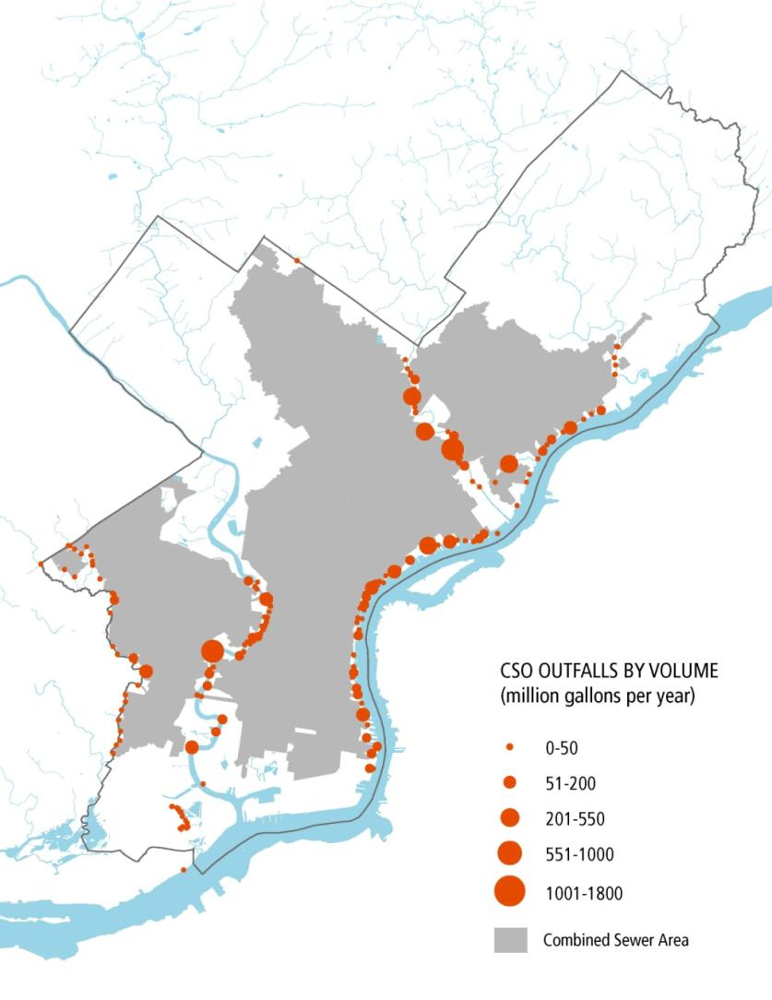 CSO OUTFALLS BY VOLUME
(million gallons per year)
0-50
51-200
201-550
551-1000
1001-1800
Combined Sewer Area